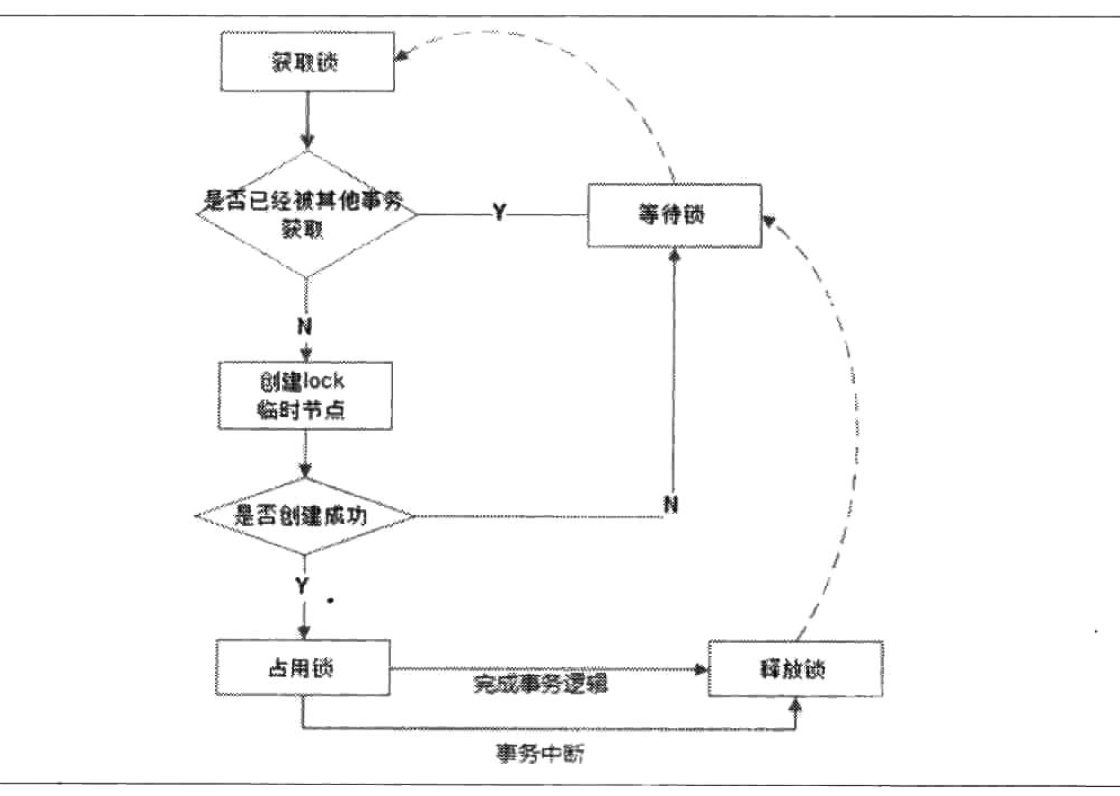 获取锁
是否已经被其他事务
获取
Y
等待锁
N
创建lock
临时节点
是否创建成功
N
Y
占用锁
完成事务逻辑
释放锁
事务中断